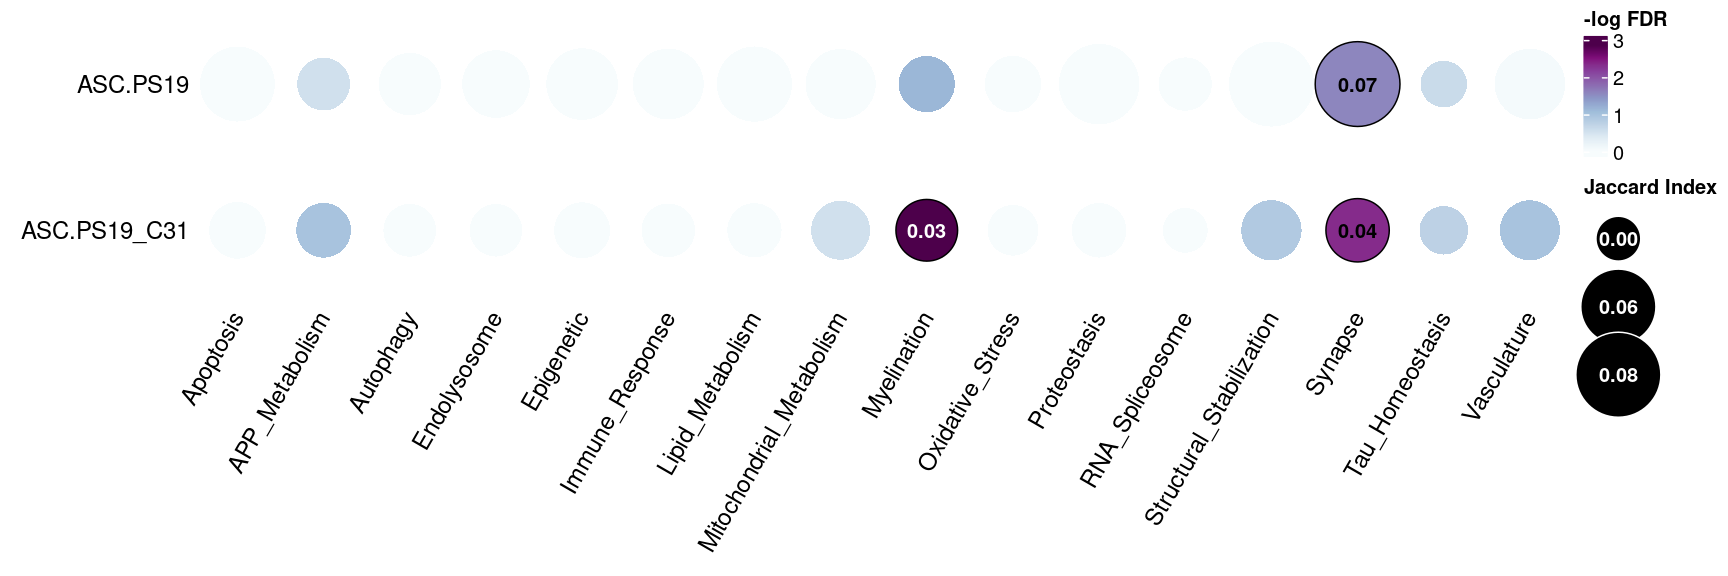 -log FDR
3
2
1
0
ASC.PS19
0.07
ASC.PS19_C31
0.03
0.04
Jaccard Index
0.00
0.06
0.08
Apoptosis
APP_Metabolism
Autophagy
Endolysosome
Epigenetic
Immune_Response
Lipid_Metabolism
Mitochondrial_Metabolism
Myelination
Oxidative_Stress
Proteostasis
RNA_Spliceosome
Structural_Stabilization
Synapse
Tau_Homeostasis
Vasculature